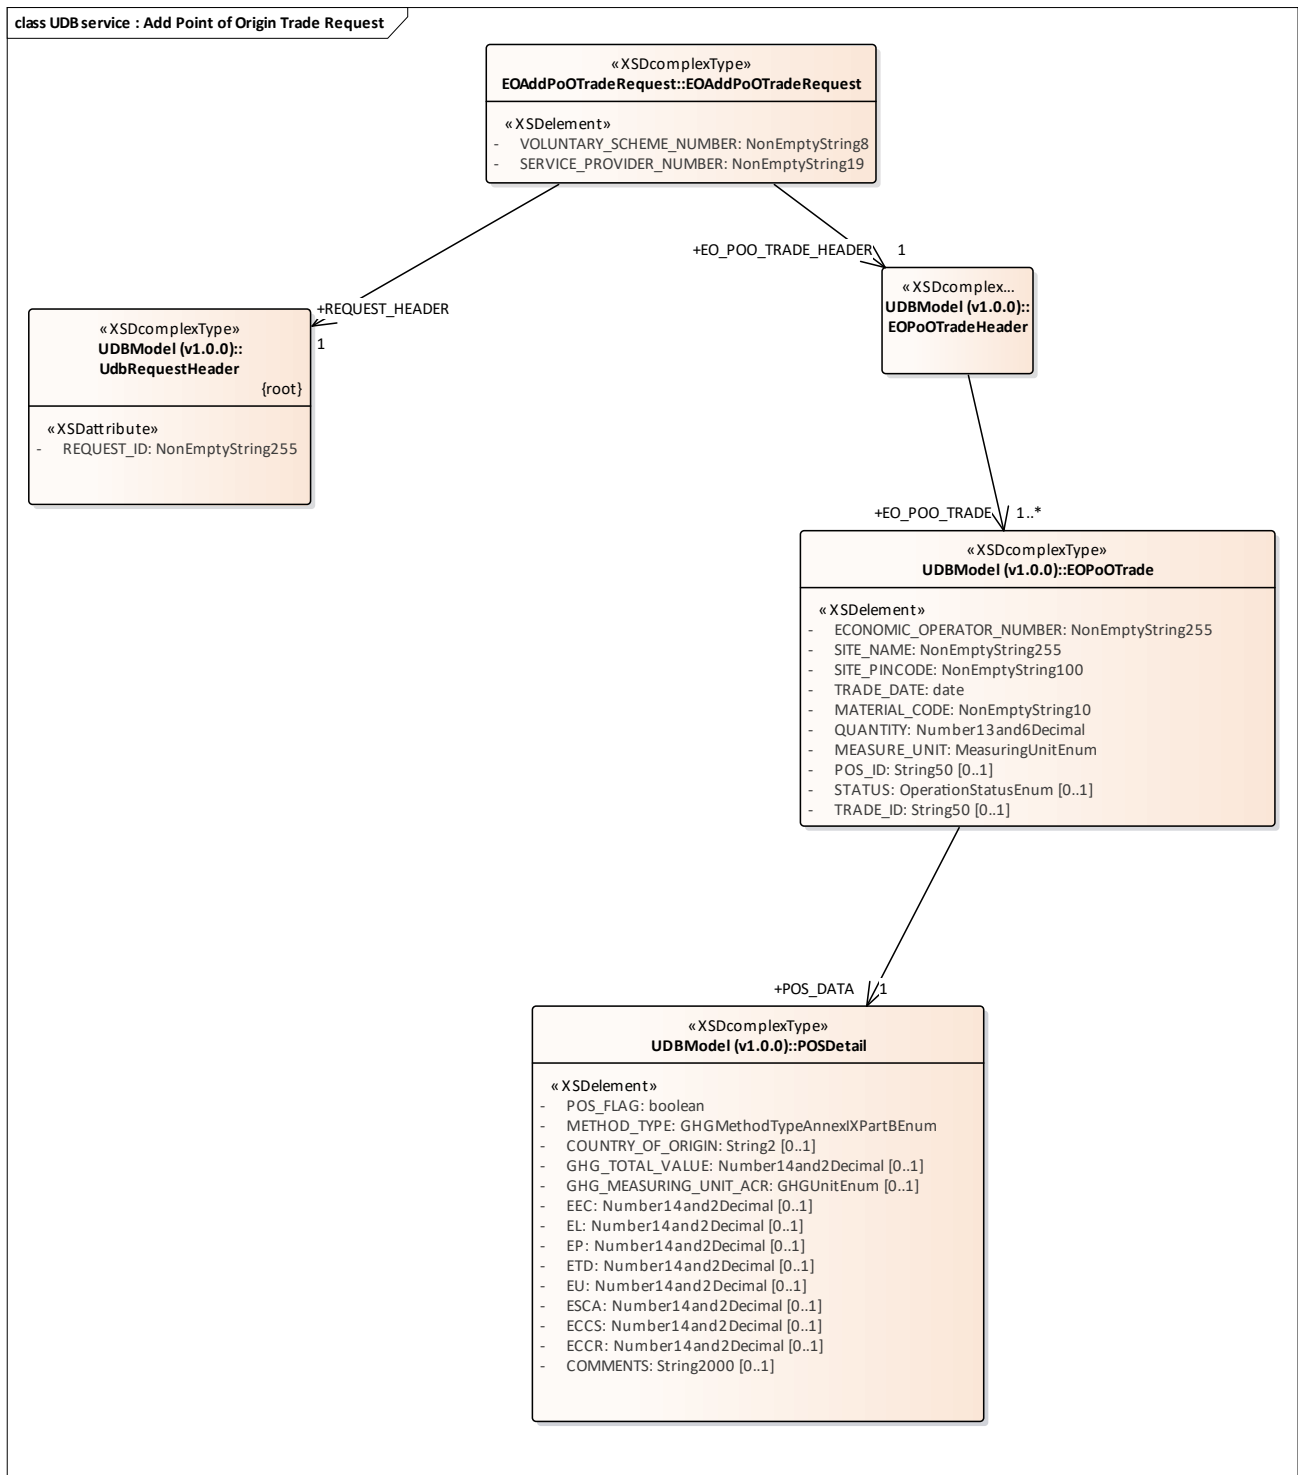 class UDB service : Add Point of Origin Trade Request
«XSDcomplexType»
EOAddPoOTradeRequest::EOAddPoOTradeRequest
«XSDelement»
- VOLUNTARY_SCHEME_NUMBER: NonEmptyString8
- SERVICE_PROVIDER_NUMBER: NonEmptyString19
+EO_POO_TRADE_HEADER 1
«XSDcomplex...
UDBModel (v1.0.0)::
EOPoOTradeHeader
+REQUEST_HEADER
1
«XSDcomplexType»
UDBModel (v1.0.0)::
UdbRequestHeader
{root}
«XSDattribute»
- REQUEST_ID: NonEmptyString255
+EO_POO_TRADE 1..*
«XSDcomplexType»
UDBModel (v1.0.0)::EOPoOTrade
«XSDelement»
- ECONOMIC_OPERATOR_NUMBER: NonEmptyString255
- SITE_NAME: NonEmptyString255
- SITE_PINCODE: NonEmptyString100
- TRADE_DATE: date
- MATERIAL_CODE: NonEmptyString10
- QUANTITY: Number13and6Decimal
- MEASURE_UNIT: MeasuringUnitEnum
- POS_ID: String50 [0..1]
- STATUS: OperationStatusEnum [0..1]
- TRADE_ID: String50 [0..1]
+POS_DATA 1
«XSDcomplexType»
UDBModel (v1.0.0)::POSDetail
«XSDelement»
- POS_FLAG: boolean
- METHOD_TYPE: GHGMethodTypeAnnexIXPartBEnum
- COUNTRY_OF_ORIGIN: String2 [0..1]
- GHG_TOTAL_VALUE: Number14and2Decimal [0..1]
- GHG_MEASURING_UNIT_ACR: GHGUnitEnum [0..1]
- EEC: Number14and2Decimal [0..1]
- EL: Number14and2Decimal [0..1]
- EP: Number14and2Decimal [0..1]
- ETD: Number14and2Decimal [0..1]
- EU: Number14and2Decimal [0..1]
- ESCA: Number14and2Decimal [0..1]
- ECCS: Number14and2Decimal [0..1]
- ECCR: Number14and2Decimal [0..1]
- COMMENTS: String2000 [0..1]